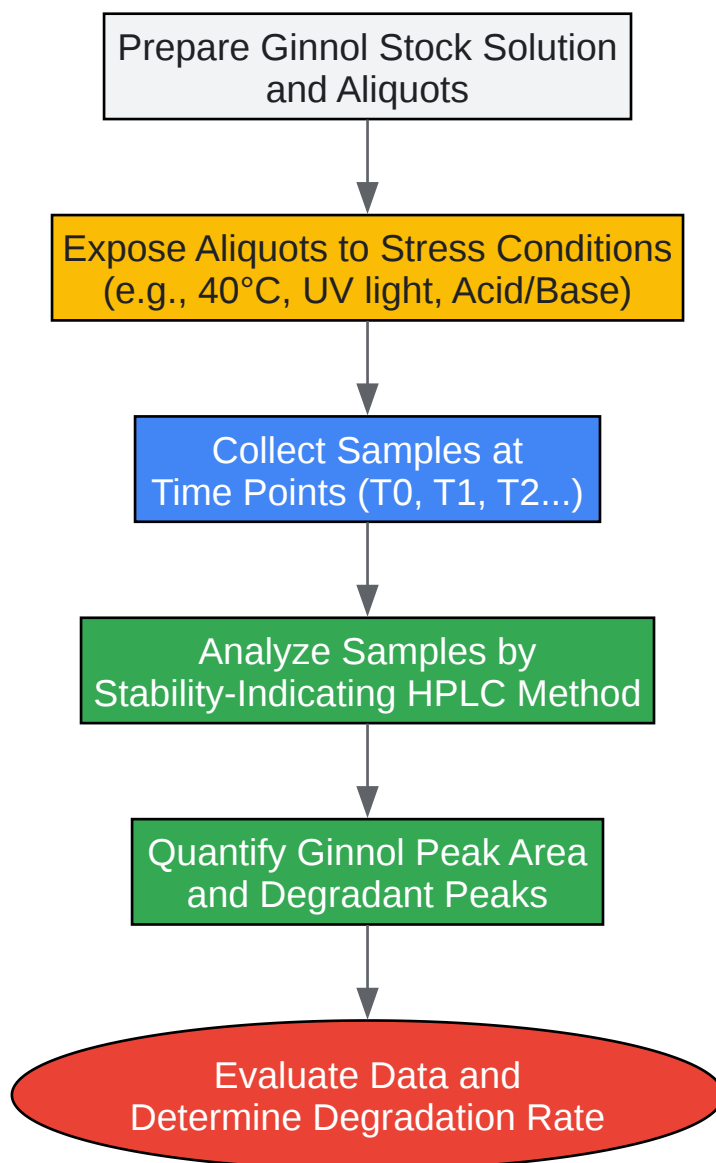 Prepare Ginnol Stock Solution
and Aliquots
Expose Aliquots to Stress Conditions
(e.g., 40°C, UV light, Acid/Base)
Collect Samples at
Time Points (T0, T1, T2...)
Analyze Samples by
Stability-Indicating HPLC Method
Quantify Ginnol Peak Area
and Degradant Peaks
Evaluate Data and
Determine Degradation Rate